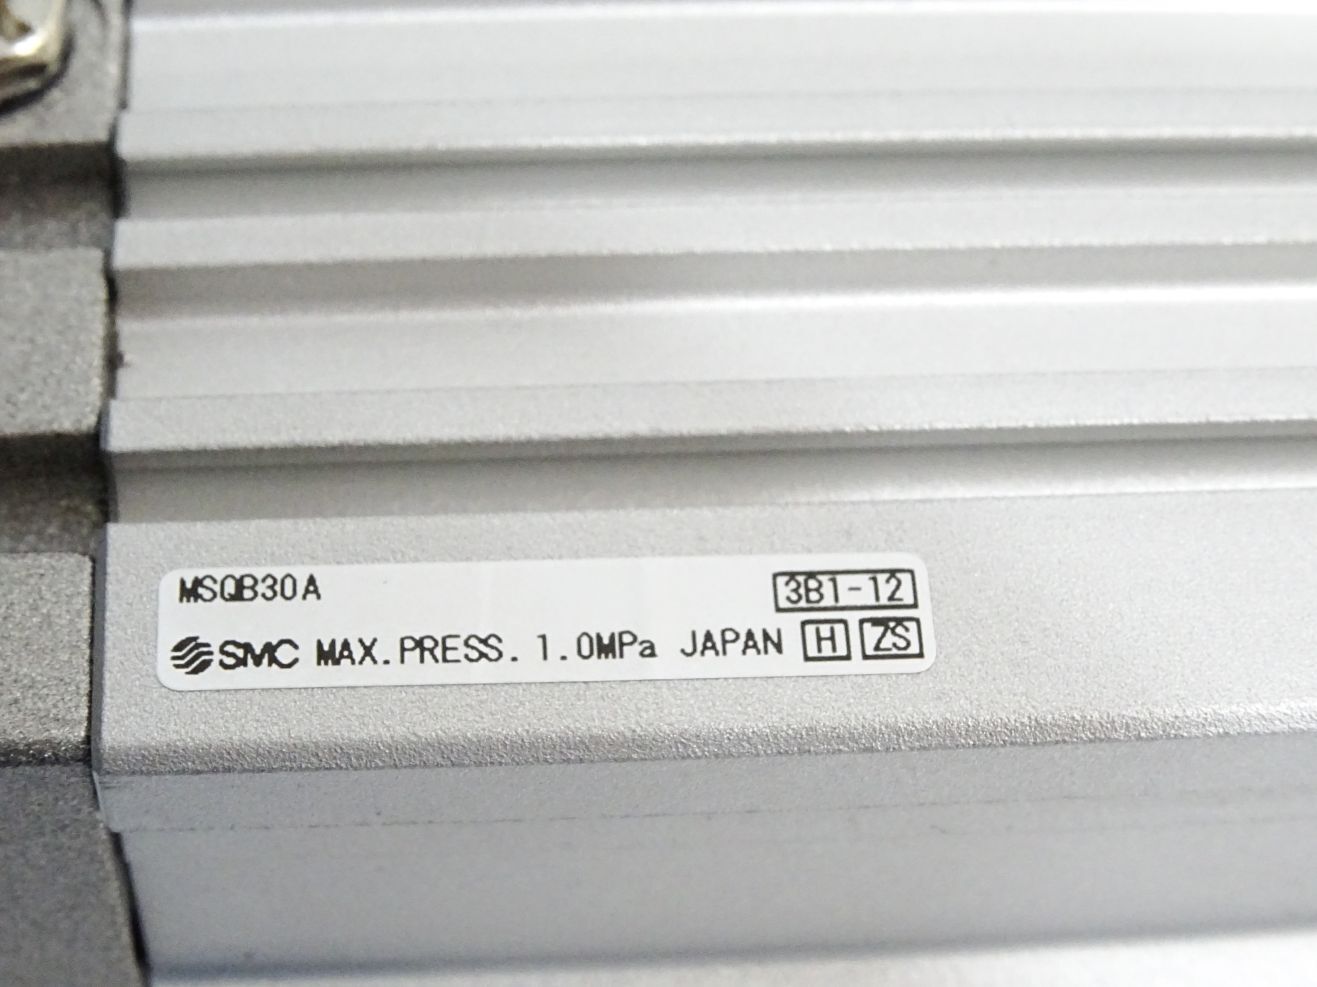 MSQB30A 3B1-12
SMC MAX.PRESS. 1.0MPa JAPAN H ZS